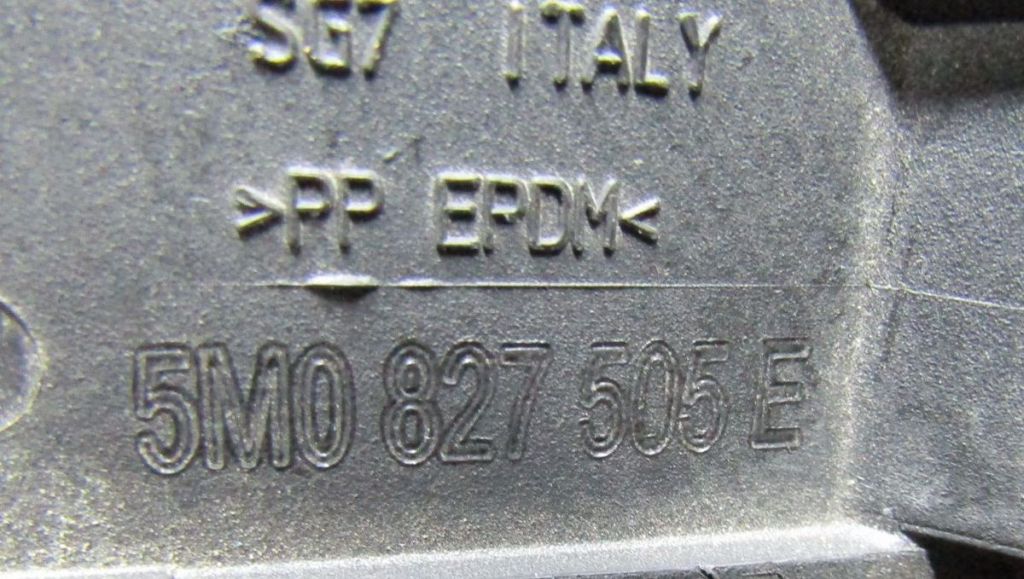 SG7 ITALY
>PP EPDM<
5M0 827 505 E